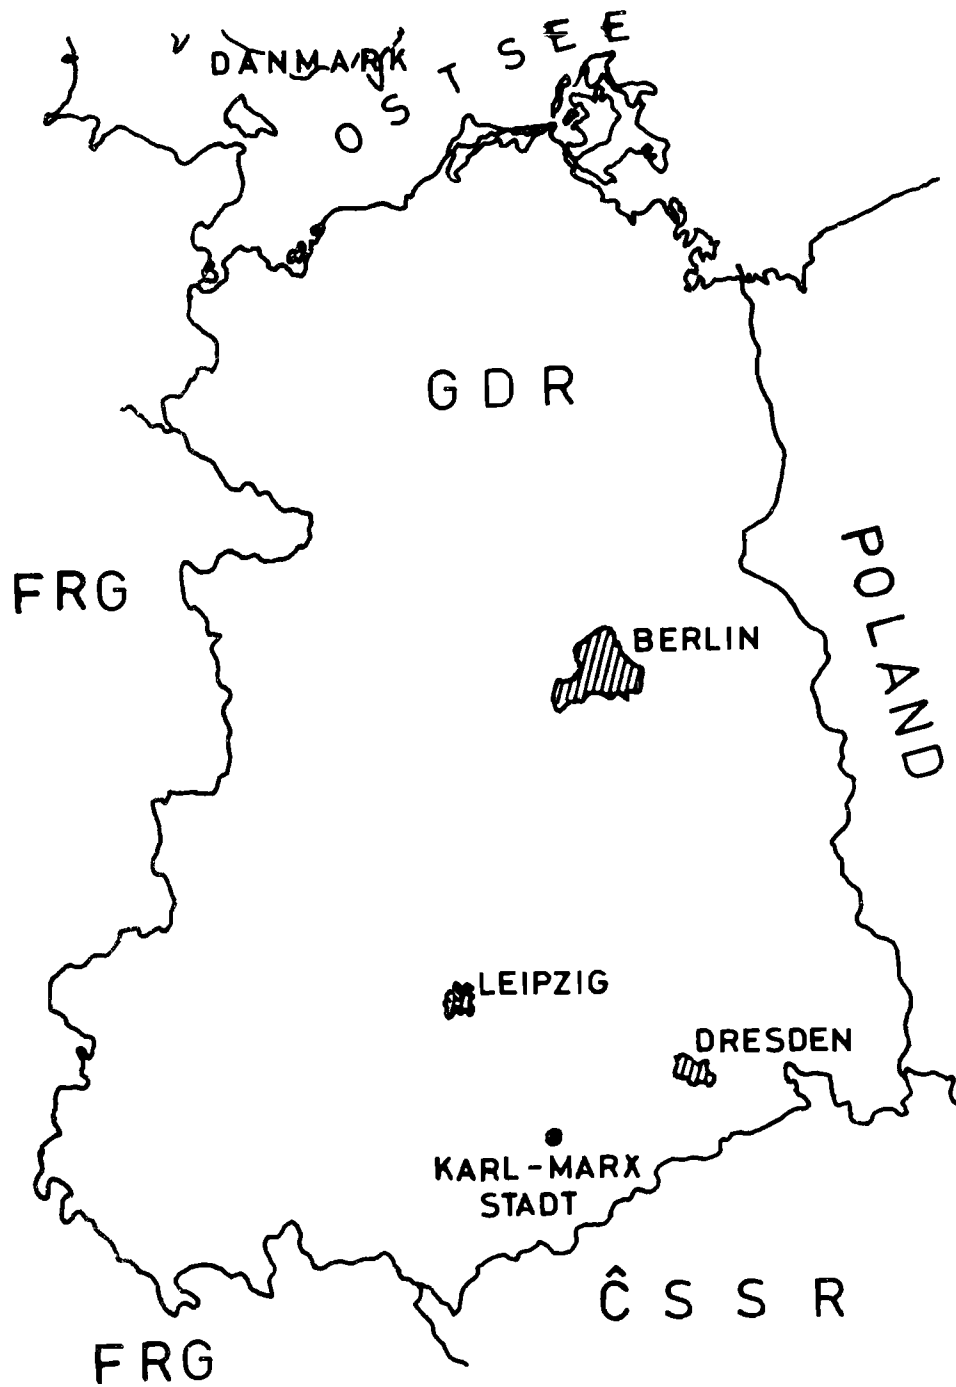 DANMARK
OSTSEE
GDR
FRG
POLAND
BERLIN
LEIPZIG
DRESDEN
KARL-MARX
STADT
ĈSSR
FRG